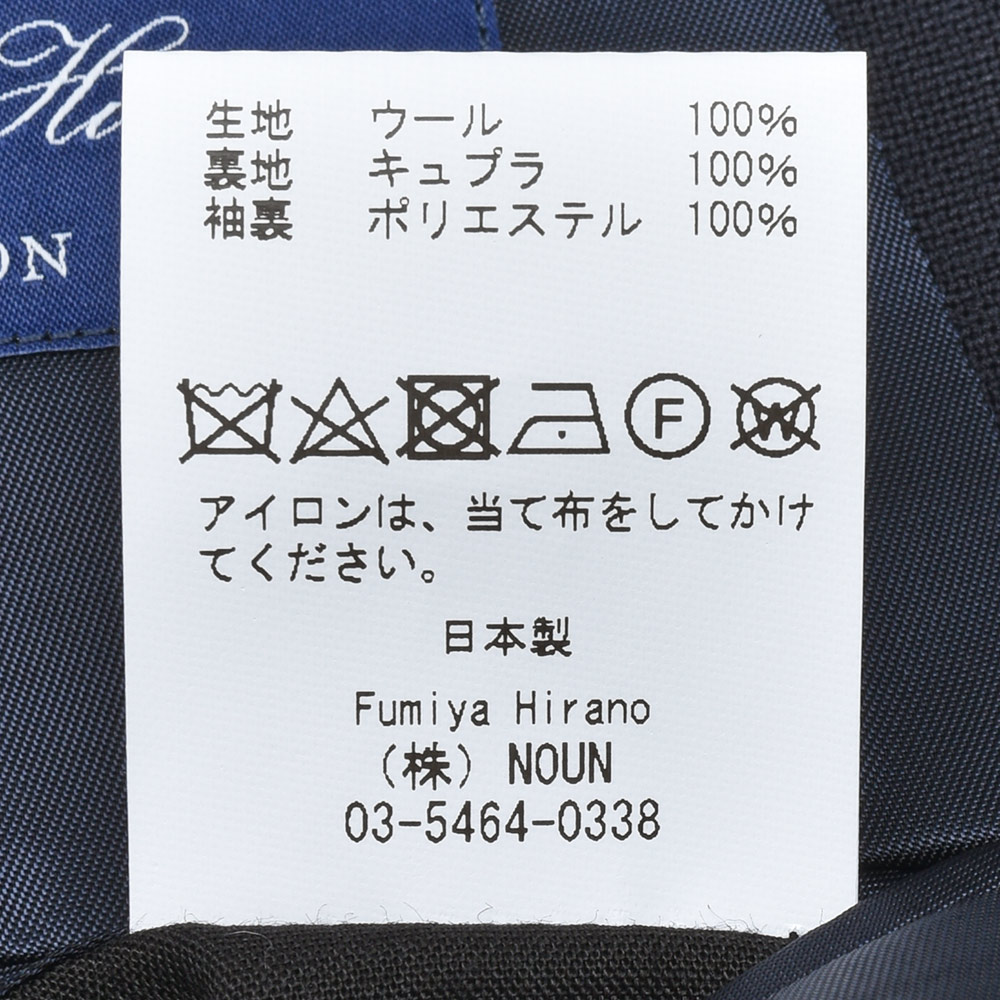 生地 ウール 100%
裏地 キュプラ 100%
袖裏 ポリエステル 100%
F
W
アイロンは、当て布をしてかけ
てください。
日本製
Fumiya Hirano
(株) NOUN
03-5464-0338